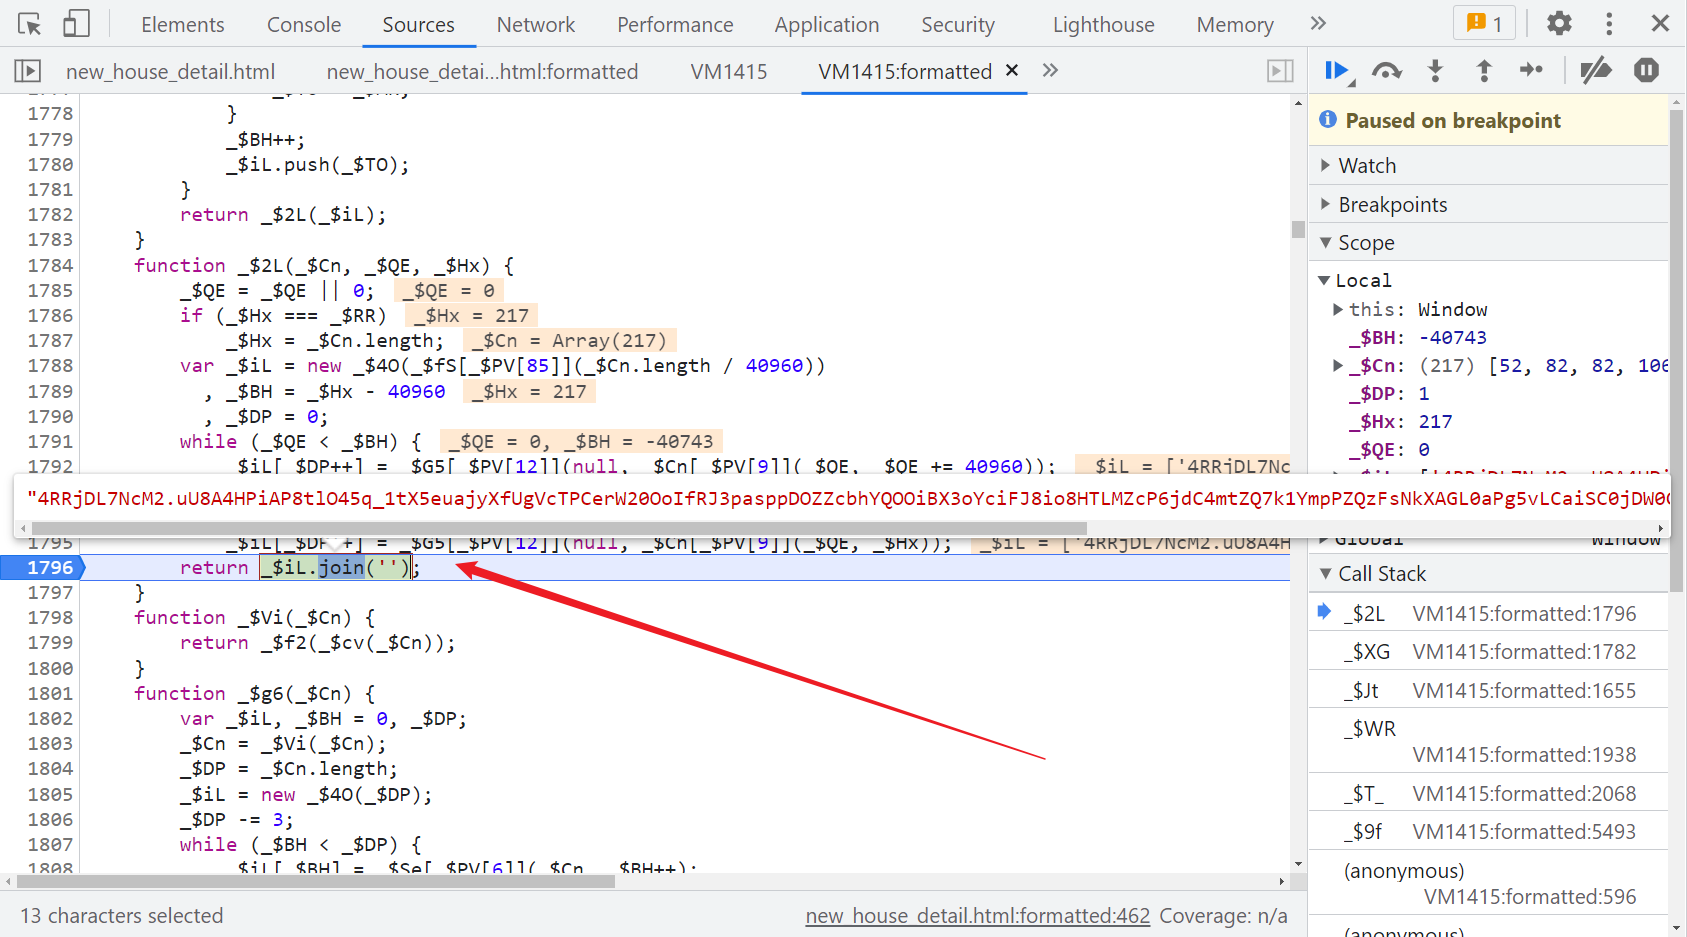 Elements Console Sources Network Performance Application Security Lighthouse Memory 1
new_house_detail.html new_house_detai...html:formatted VM1415 VM1415:formatted
1778 }
1779 _$BH++;
1780 _$iL.push(_$TO);
1781 }
1782 return _$2L(_$iL);
1783 }
1784 function _$2L(_$Cn, _$QE, _$Hx) {
1785 _$QE = _$QE || 0; _$QE = 0
1786 if (_$Hx === _$RR) _$Hx = 217
1787 _$Hx = _$Cn.length; _$Cn = Array(217)
1788 var _$iL = new _$4O(_$fS[_$PV[85]](_$Cn.length / 40960))
1789 , _$BH = _$Hx - 40960 _$Hx = 217
1790 , _$DP = 0;
1791 while (_$QE < _$BH) { _$QE = 0, _$BH = -40743
1792 _$iL[_$DP++] = _$G5[_$PV[12]](null, _$Cn[_$PV[9]](_$QE, _$QE += 40960)); _$iL = ['4RRjDL7Nc
"4RRjDL7NcM2.uU8A4HPiAP8tlO45q_1tX5euajyXfUgVcTPCerW20OoIfRJ3pasppDOZZcbhYQOOiBX3oYciFJ8io8HTLMZcP6jdC4mtZQ7k1YmpPZQzFsNkXAGL0aPg5vLCaiSC0jDW0
1795 _$iL[_$DP++] = _$G5[_$PV[12]](null, _$Cn[_$PV[9]](_$QE, _$Hx)); _$iL = ['4RRjDL7NcM2.uU8A4H
1796 return _$iL.join('');
1797 }
1798 function _$Vi(_$Cn) {
1799 return _$f2(_$cv(_$Cn));
1800 }
1801 function _$g6(_$Cn) {
1802 var _$iL, _$BH = 0, _$DP;
1803 _$Cn = _$Vi(_$Cn);
1804 _$DP = _$Cn.length;
1805 _$iL = new _$4O(_$DP);
1806 _$DP -= 3;
1807 while (_$BH < _$DP) {
1808 _$iL[_$BH] = _$Se[_$PV[6]](_$Cn, _$BH++);
13 characters selected
new_house_detail.html:formatted:462 Coverage: n/a
Paused on breakpoint
Watch
Breakpoints
Scope
Local
this: Window
_$BH: -40743
_$Cn: (217) [52, 82, 82, 106
_$DP: 1
_$Hx: 217
_$QE: 0
Global Window
Call Stack
_$2L VM1415:formatted:1796
_$XG VM1415:formatted:1782
_$Jt VM1415:formatted:1655
_$WR
VM1415:formatted:1938
_$T_ VM1415:formatted:2068
_$9f VM1415:formatted:5493
(anonymous)
VM1415:formatted:596
(anonymous)